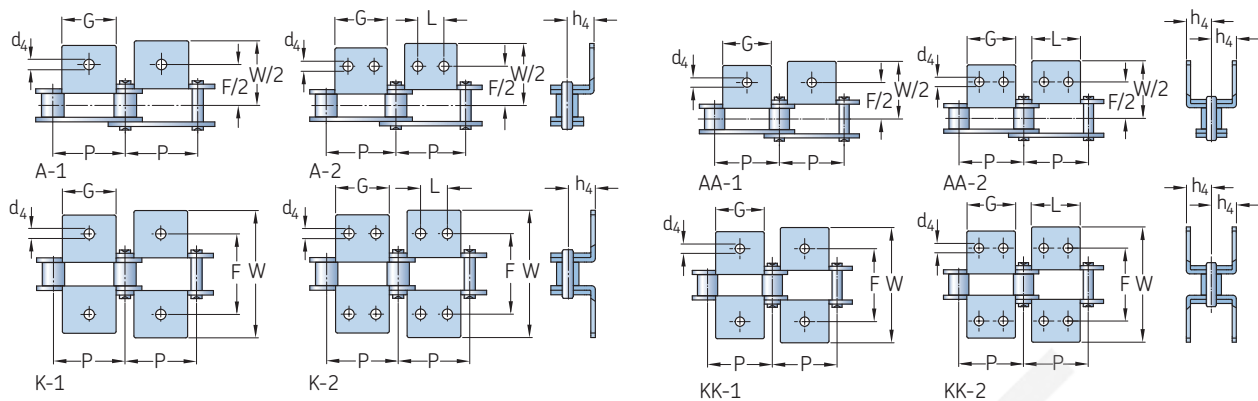 G
d4
W/2
F/2
P P
A-1
G L
d4
W/2
F/2
P P
A-2
h4
G
d4
W/2
F/2
P P
AA-1
G L
d4
W/2
F/2
P P
AA-2
h4
h4
G
d4
F W
P P
K-1
G L
d4
F W
P P
K-2
h4
G
d4
F W
P P
KK-1
G L
d4
F W
P P
KK-2
h4
h4